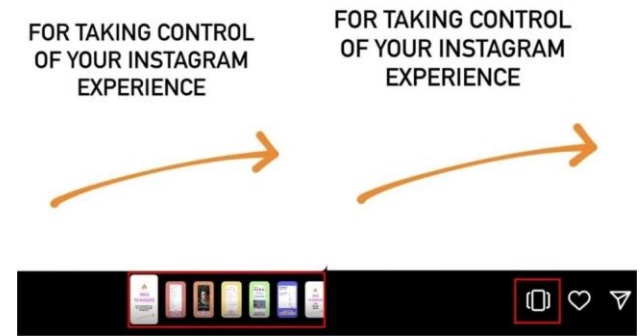 FOR TAKING CONTROL
OF YOUR INSTAGRAM
EXPERIENCE
FOR TAKING CONTROL
OF YOUR INSTAGRAM
EXPERIENCE